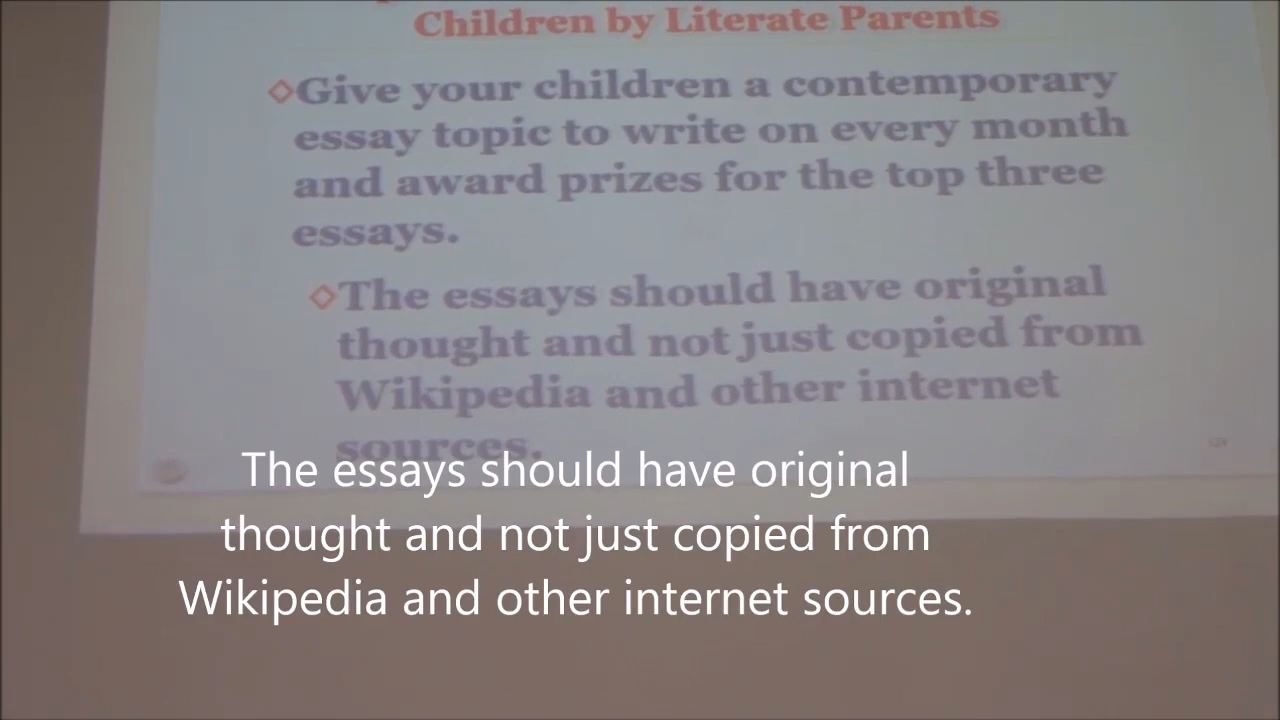 Children by Literate Parents
◇Give your children a contemporary
essay topic to write on every month
and award prizes for the top three
essays.
◇The essays should have original
thought and not just copied from
Wikipedia and other internet
sources.
The essays should have original
thought and not just copied from
Wikipedia and other internet sources.